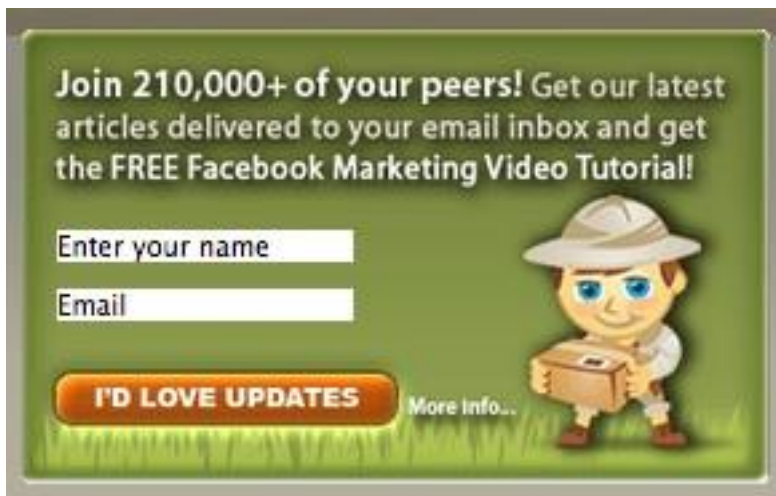 Join 210,000+ of your peers! Get our latest
articles delivered to your email inbox and get
the FREE Facebook Marketing Video Tutorial!
Enter your name
Email
I'D LOVE UPDATES
More Info...